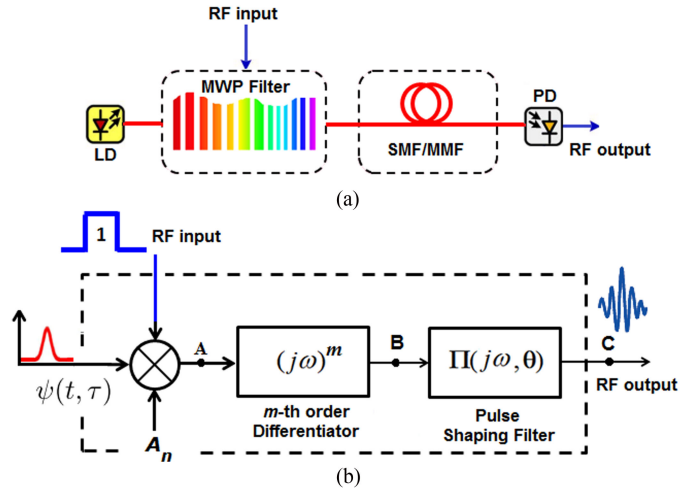 RF input
MWP Filter
LD
SMF/MMF
PD
RF output
(a)
1
RF input
ψ(t, τ)
A
(jω)^m
B
Π(jω, θ)
C
RF output
m-th order
Differentiator
Pulse
Shaping Filter
A_n
(b)